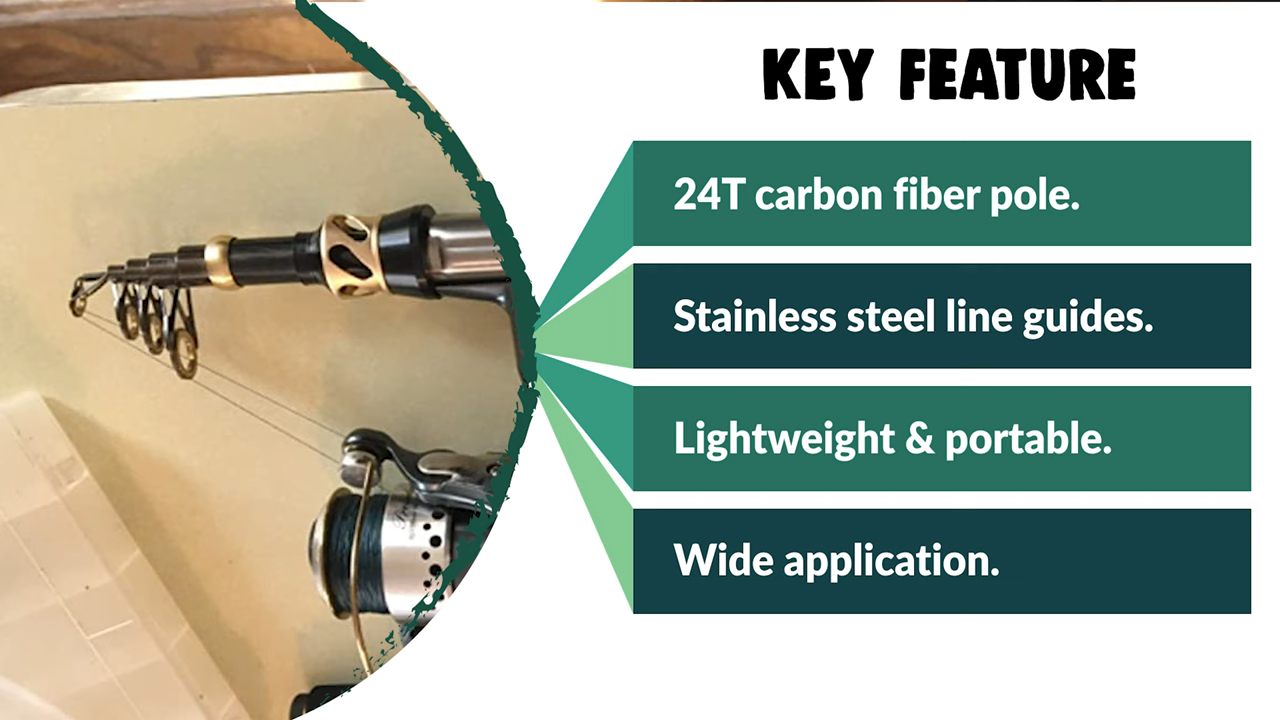 KEY FEATURE
24T carbon fiber pole.
Stainless steel line guides.
Lightweight & portable.
Wide application.